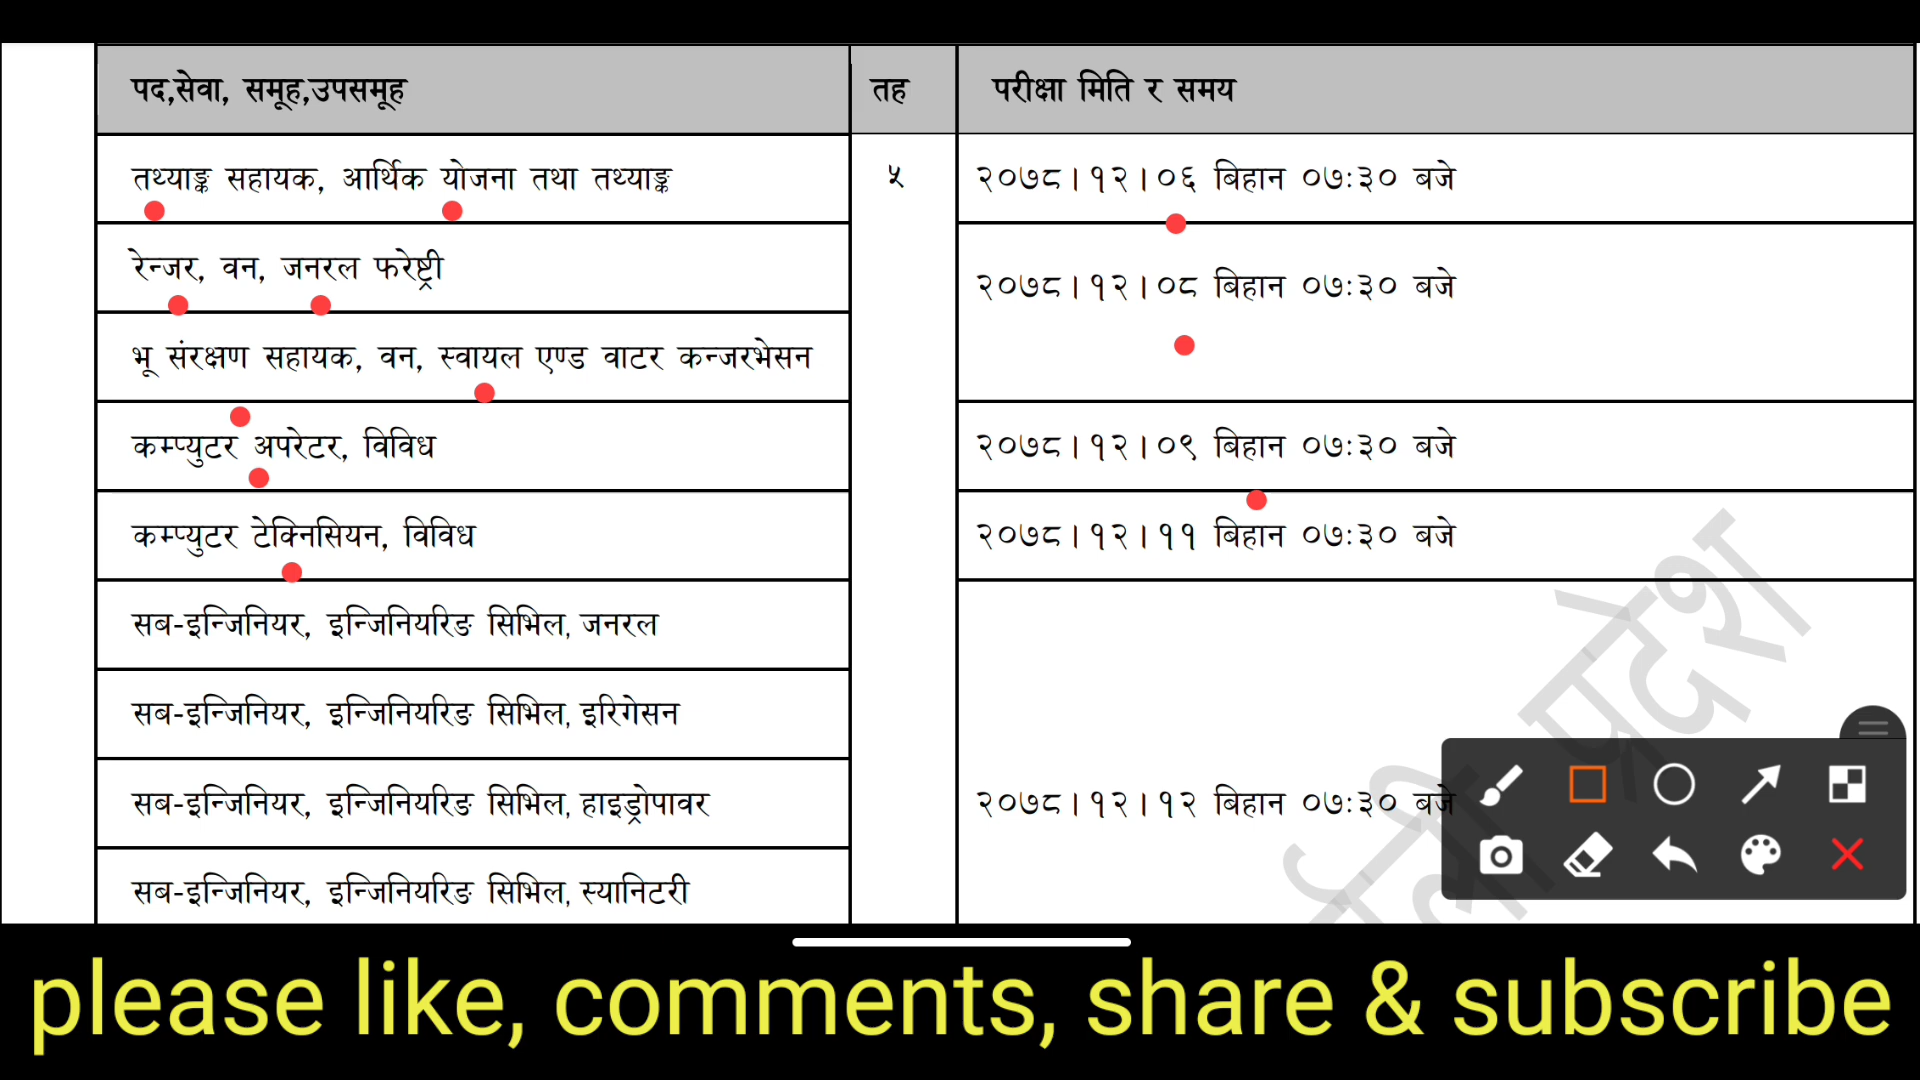 पद,सेवा, समूह,उपसमूह तह परीक्षा मिति र समय
तथ्याङ्क सहायक, आर्थिक योजना तथा तथ्याङ्क ५ २०७८।१२।०६ बिहान ०७:३० बजे
रेन्जर, वन, जनरल फरेष्ट्री २०७८।१२।०८ बिहान ०७:३० बजे
भू संरक्षण सहायक, वन, स्वायल एण्ड वाटर कन्जरभेसन
कम्प्युटर अपरेटर, विविध २०७८।१२।०९ बिहान ०७:३० बजे
कम्प्युटर टेक्निसियन, विविध २०७८।१२।११ बिहान ०७:३० बजे
सब-इन्जिनियर, इन्जिनियरिङ सिभिल, जनरल
सब-इन्जिनियर, इन्जिनियरिङ सिभिल, इरिगेसन
सब-इन्जिनियर, इन्जिनियरिङ सिभिल, हाइड्रोपावर २०७८।१२।१२ बिहान ०७:३० बजे
सब-इन्जिनियर, इन्जिनियरिङ सिभिल, स्यानिटरी
प्रदेश
please like, comments, share & subscribe